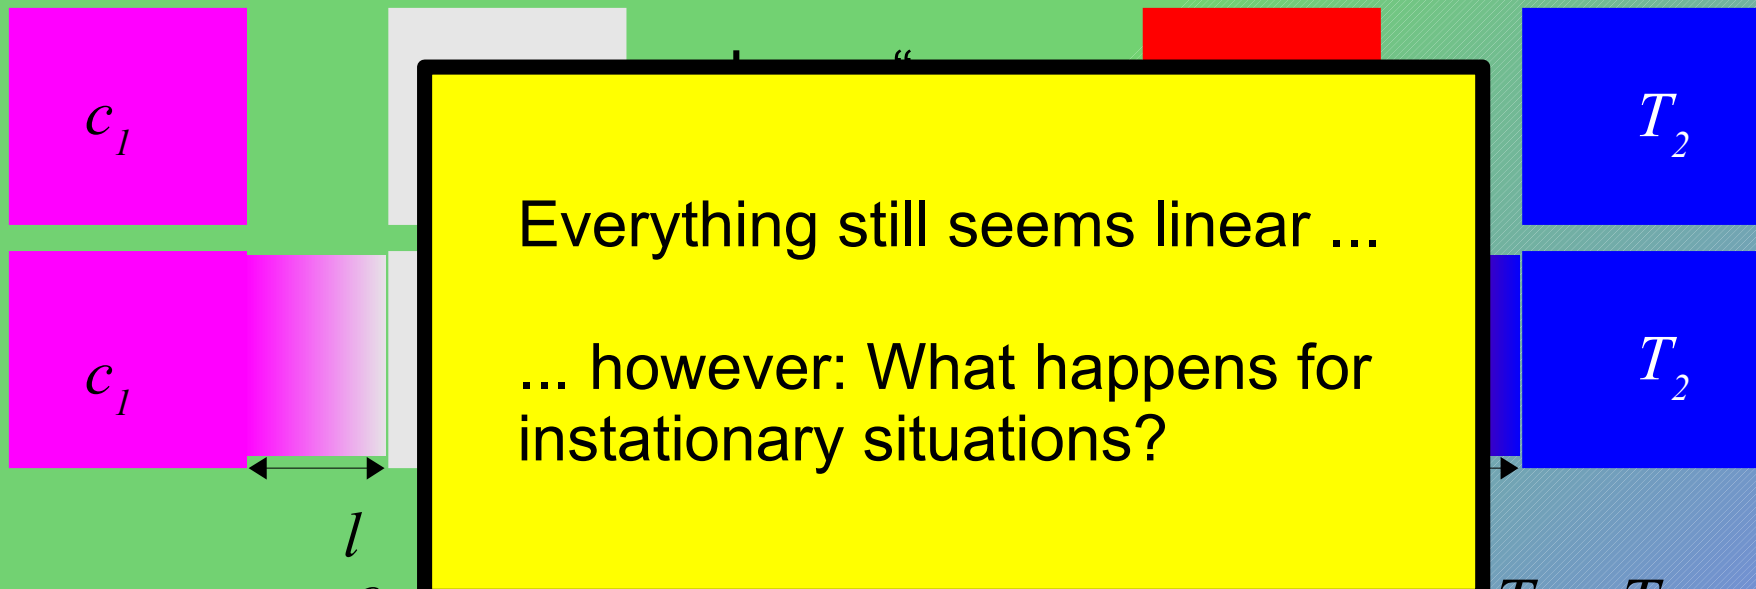 c1
T2
Everything still seems linear ...
... however: What happens for
instationary situations?
c1
T2
l